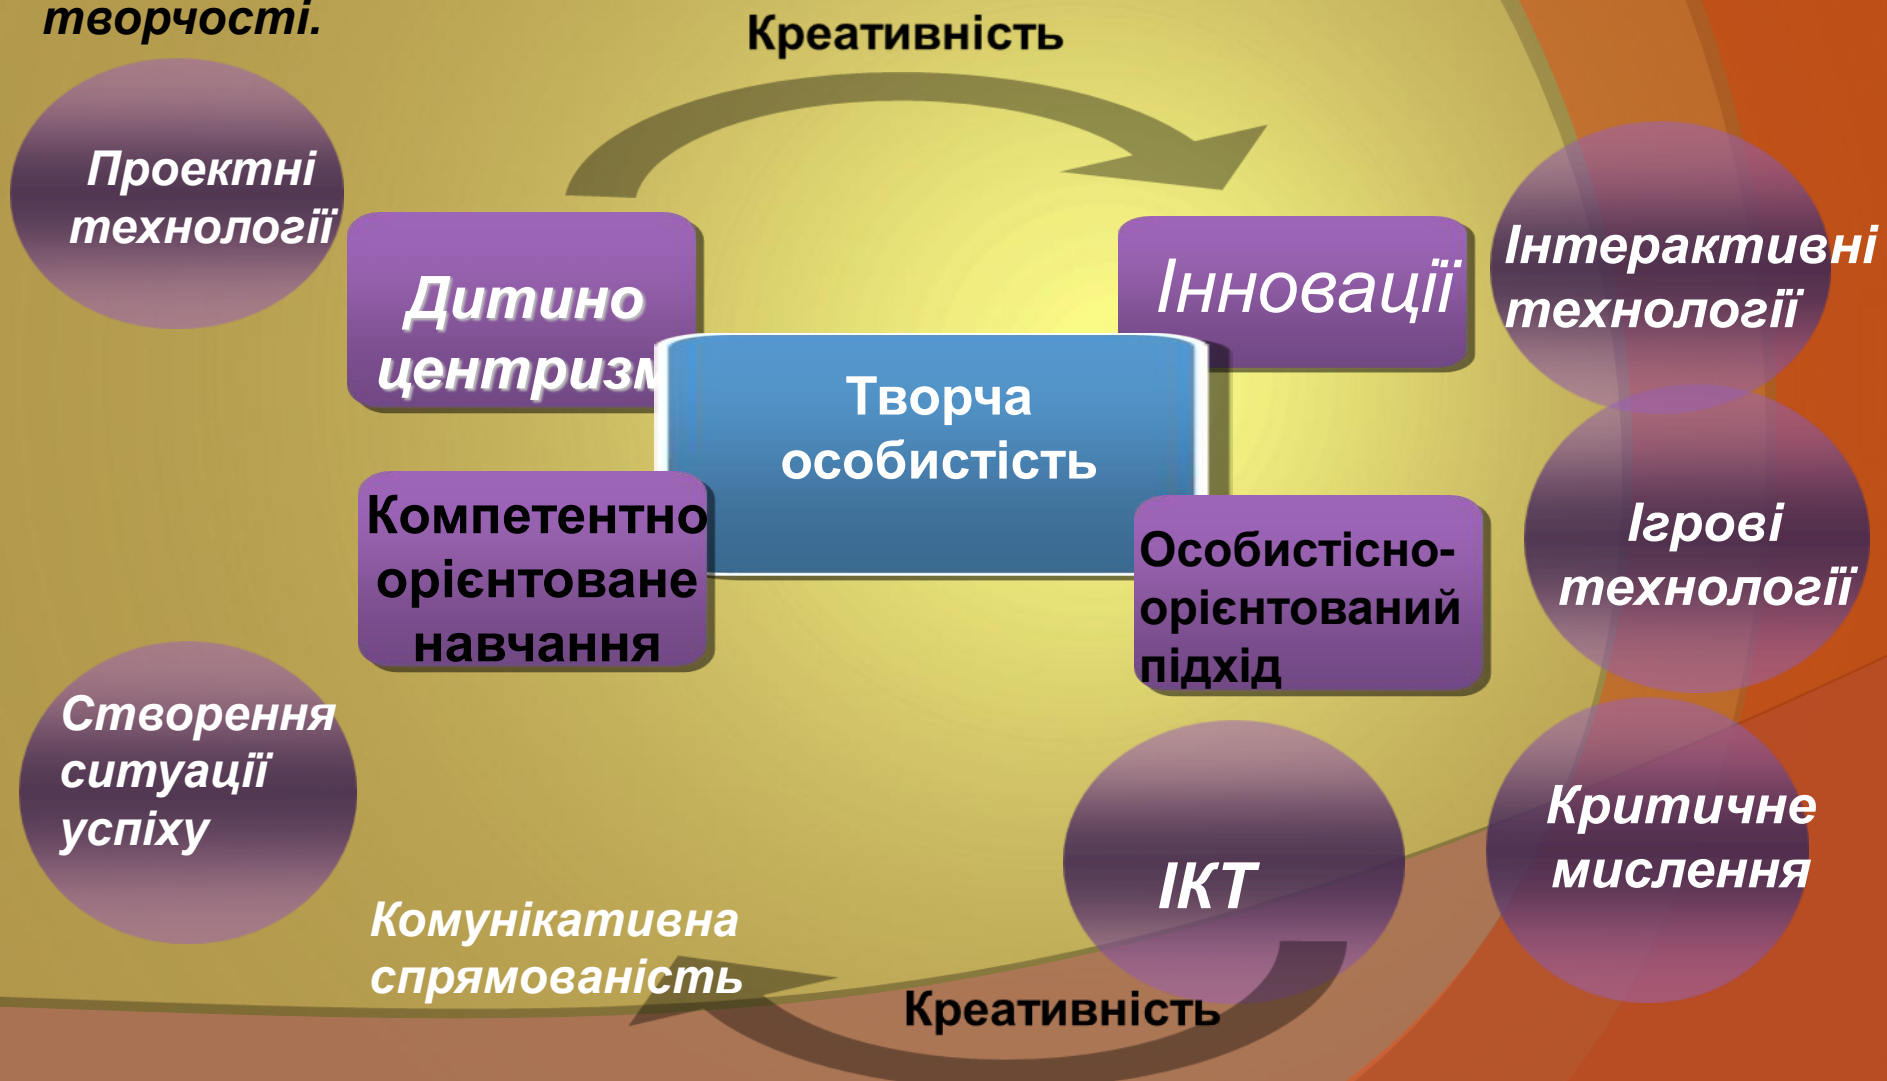 творчості.
Креативність
Проектні
технології
Дитино
центризм
Інновації
Інтерактивні
технології
Творча
особистість
Компетентно
орієнтоване
навчання
Особистісно-
орієнтований
підхід
Ігрові
технології
Створення
ситуації
успіху
ІКТ
Критичне
мислення
Комунікативна
спрямованість
Креативність